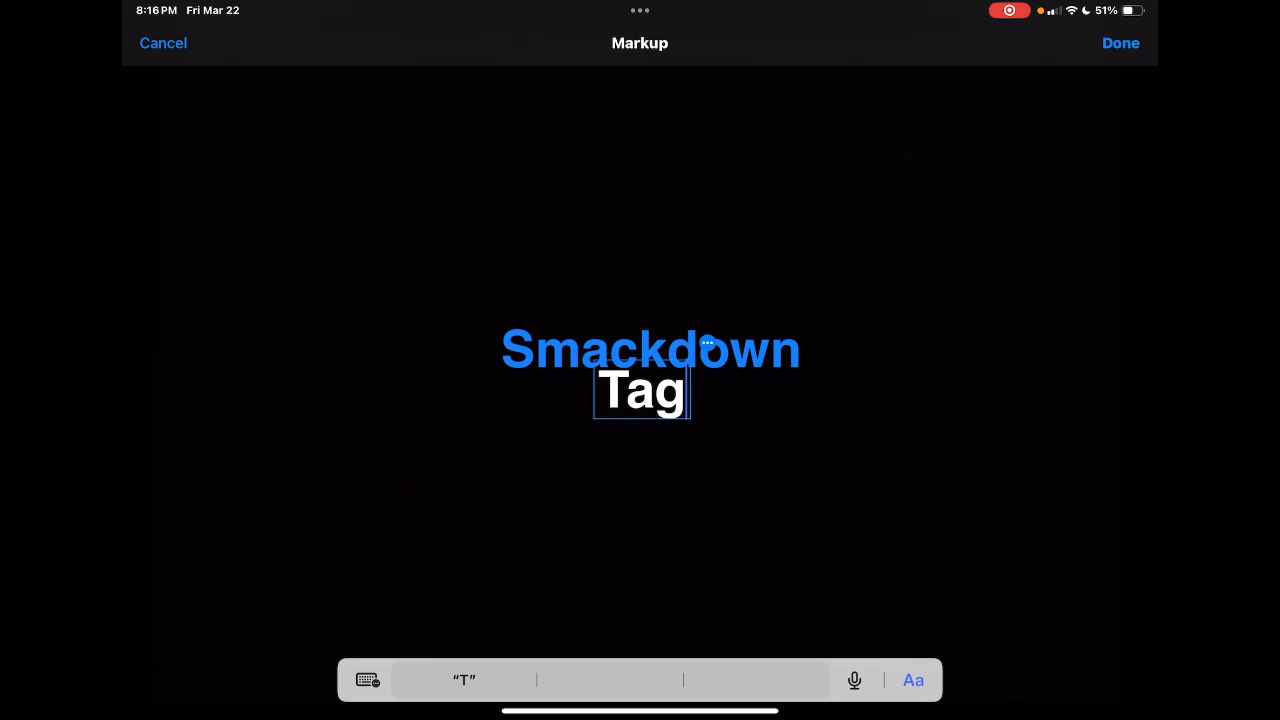 8:16 PM Fri Mar 22 51%
Cancel Markup Done
Smackdown
Tag
“T” Aa